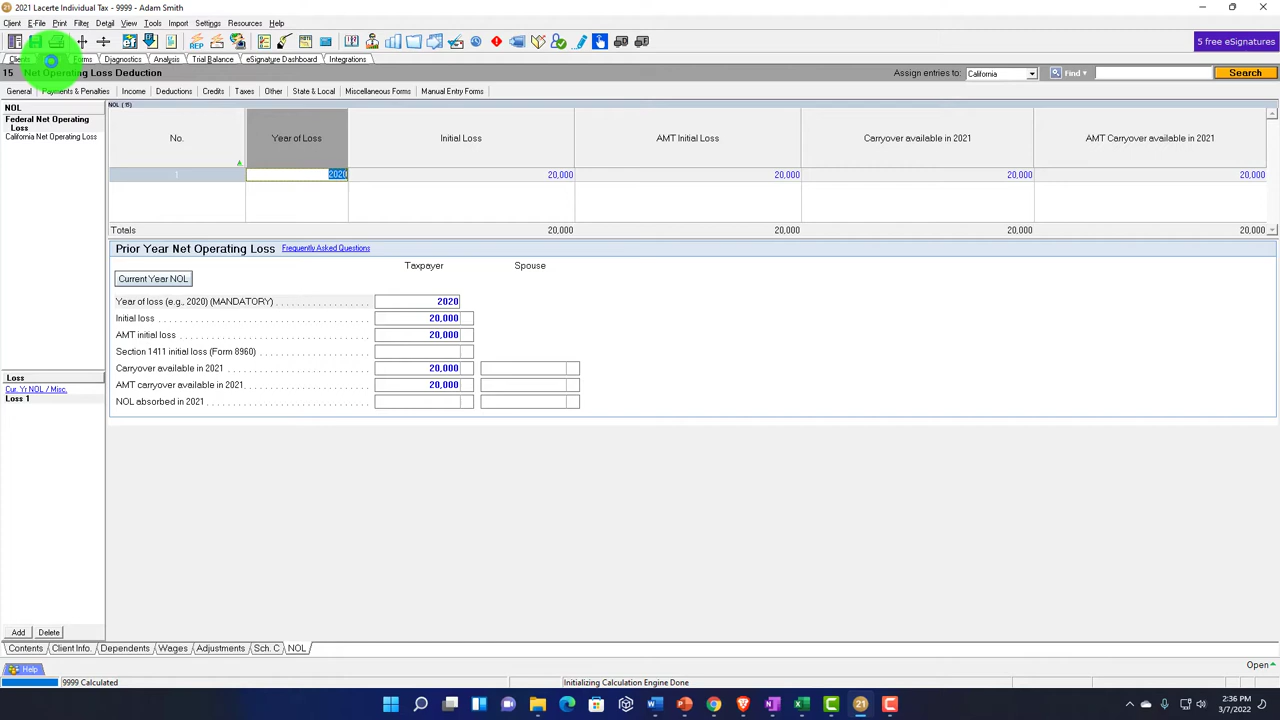 2021 Lacerte Individual Tax - 9999 - Adam Smith
Client E-File Print Filter Detail View Tools Import Settings Resources Help
REP
5 free eSignatures
Clients Forms Diagnostics Analysis Trial Balance eSignature Dashboard Integrations
15 Net Operating Loss Deduction Assign entries to: California Find Search
General Payments & Penalties Income Deductions Credits Taxes Other State & Local Miscellaneous Forms Manual Entry Forms
NOL
Federal Net Operating Loss
California Net Operating Loss
NOL (15)
No. Year of Loss Initial Loss AMT Initial Loss Carryover available in 2021 AMT Carryover available in 2021
1 2020 20,000 20,000 20,000 20,000
Totals 20,000 20,000 20,000 20,000
Prior Year Net Operating Loss Frequently Asked Questions
Taxpayer Spouse
Current Year NOL
Year of loss (e.g., 2020) (MANDATORY) 2020
Initial loss 20,000
AMT initial loss 20,000
Section 1411 initial loss (Form 8960)
Carryover available in 2021 20,000
AMT carryover available in 2021 20,000
NOL absorbed in 2021
Loss
Cur. Yr NOL / Misc.
Loss 1
Add Delete
Contents Client Info. Dependents Wages Adjustments Sch. C NOL
Help Open
9999 Calculated Initializing Calculation Engine Done
21
2:36 PM
3/7/2022